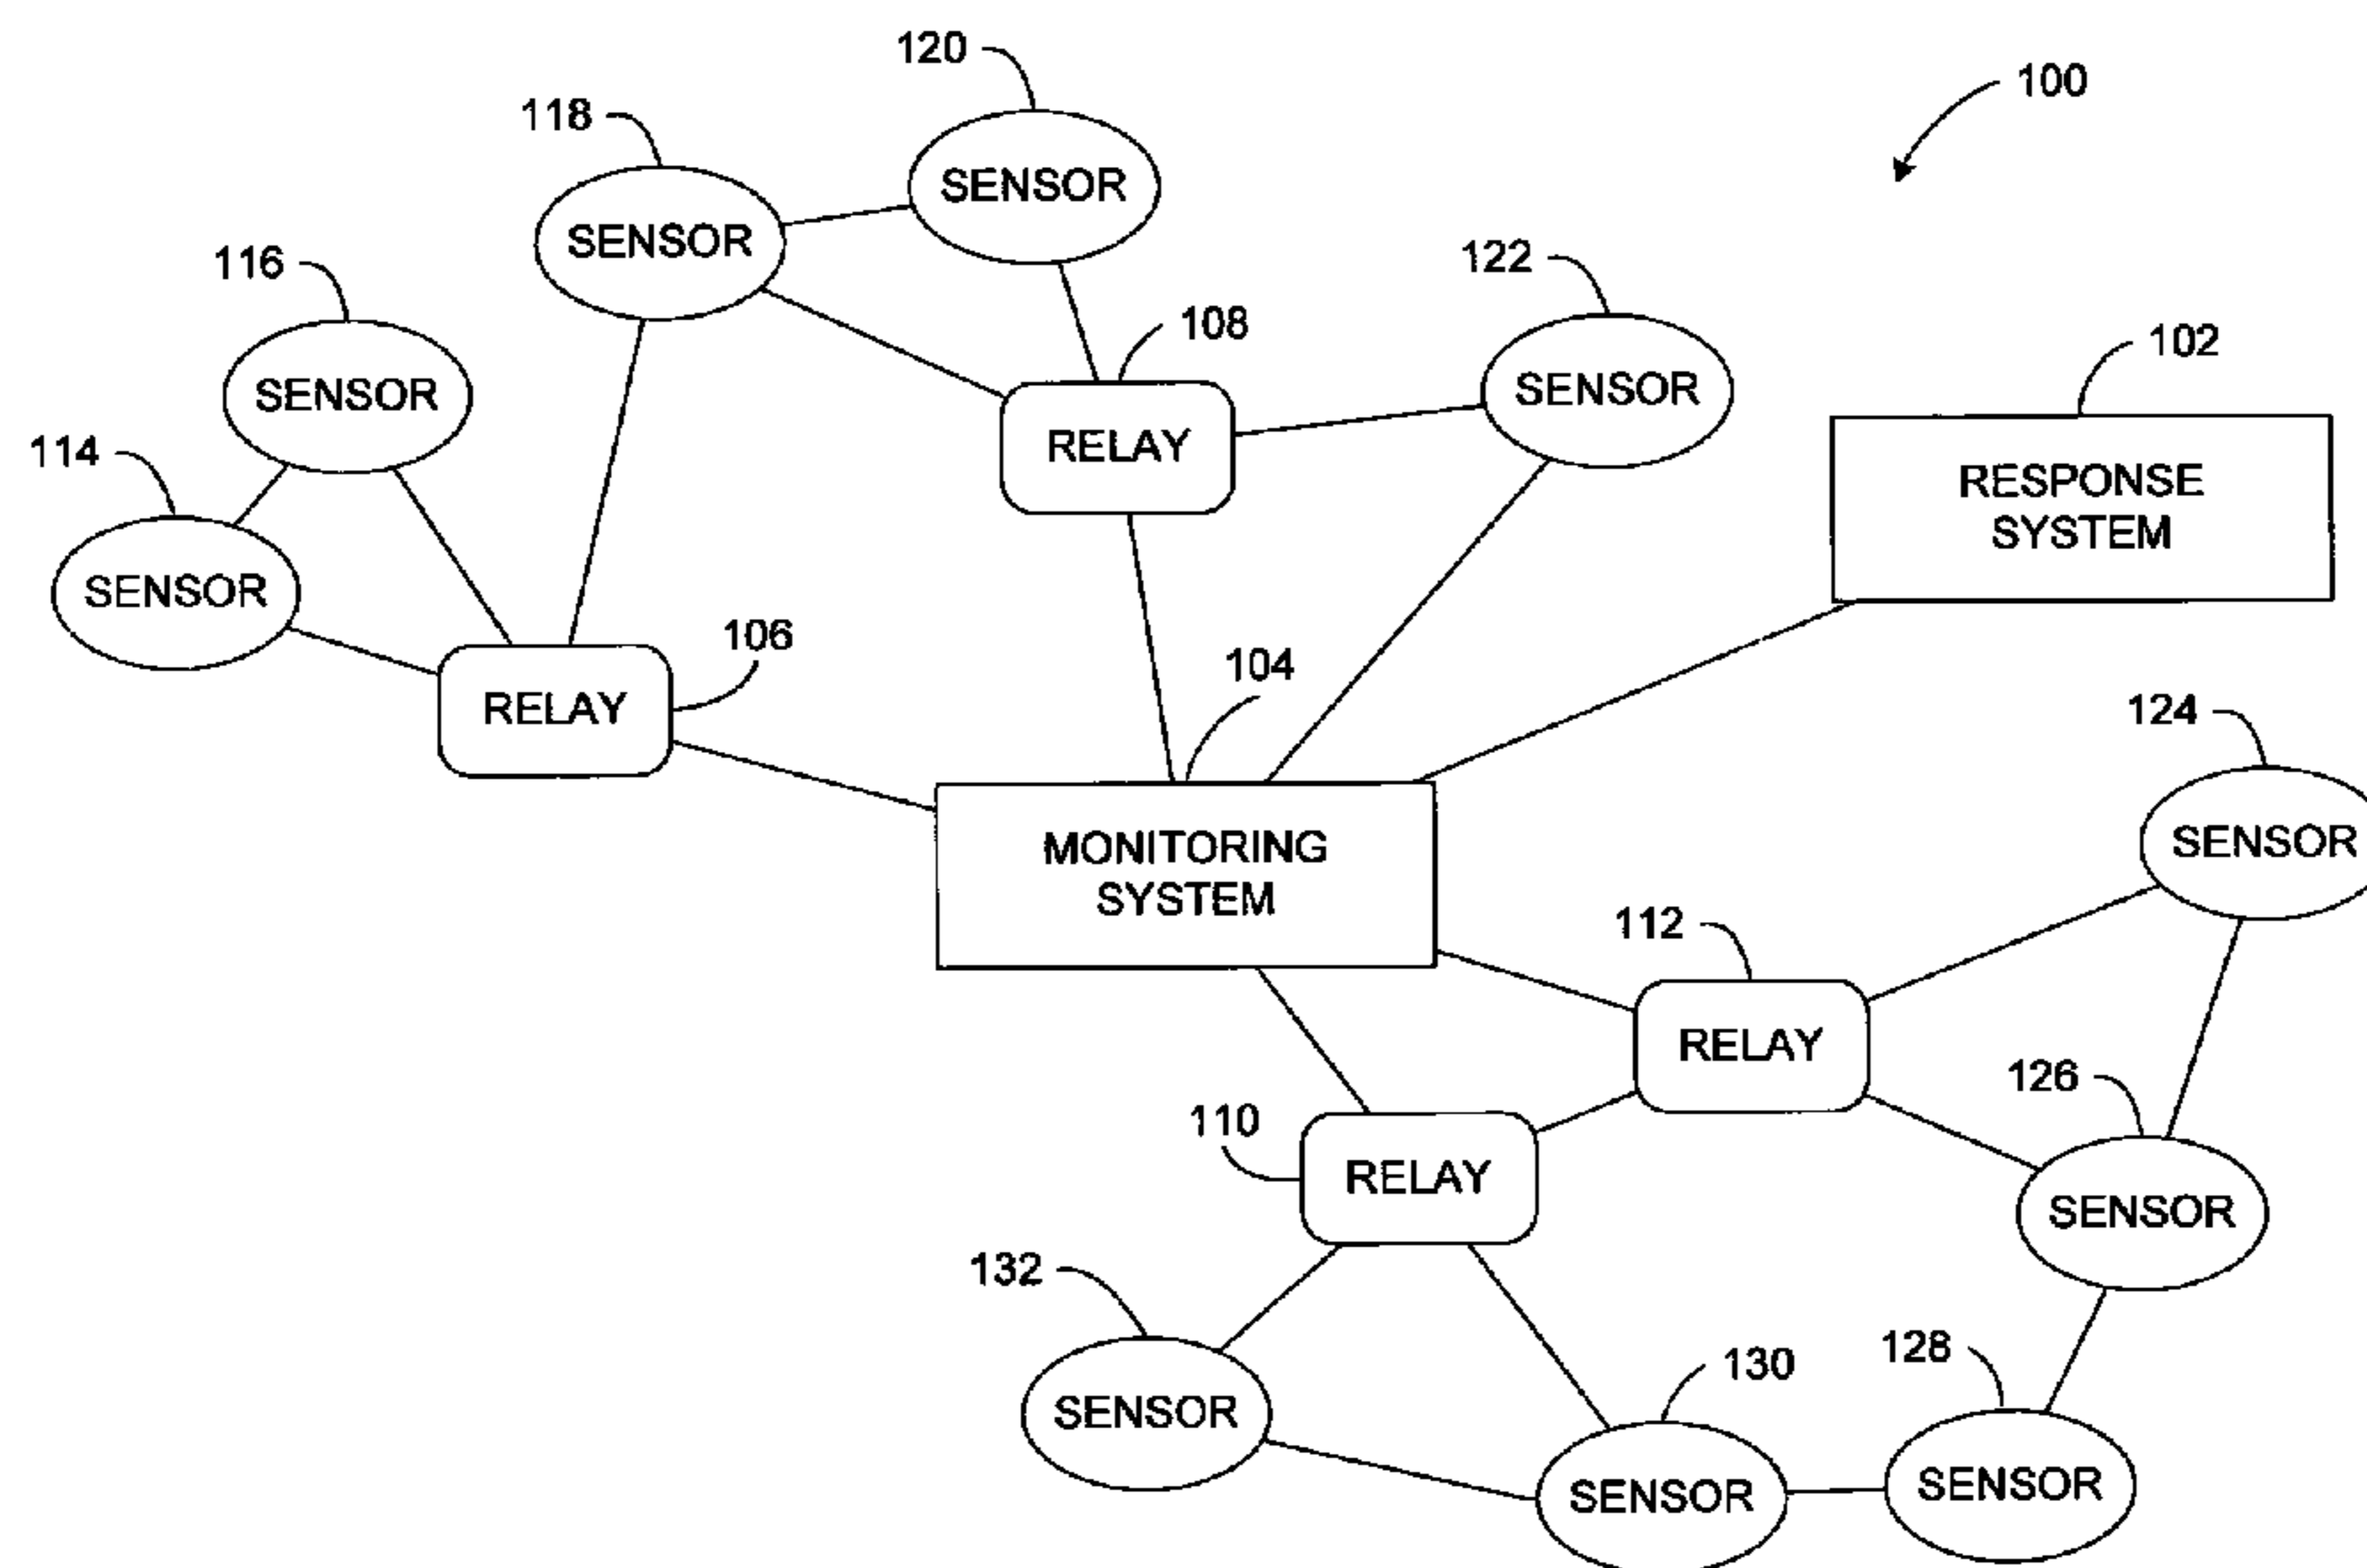 120
100
118
SENSOR
SENSOR
116
122
108
102
SENSOR
SENSOR
RELAY
114
RESPONSE
SYSTEM
SENSOR
106
104
RELAY
124
MONITORING
SYSTEM
SENSOR
112
RELAY
126
110
RELAY
SENSOR
132
128
130
SENSOR
SENSOR
SENSOR